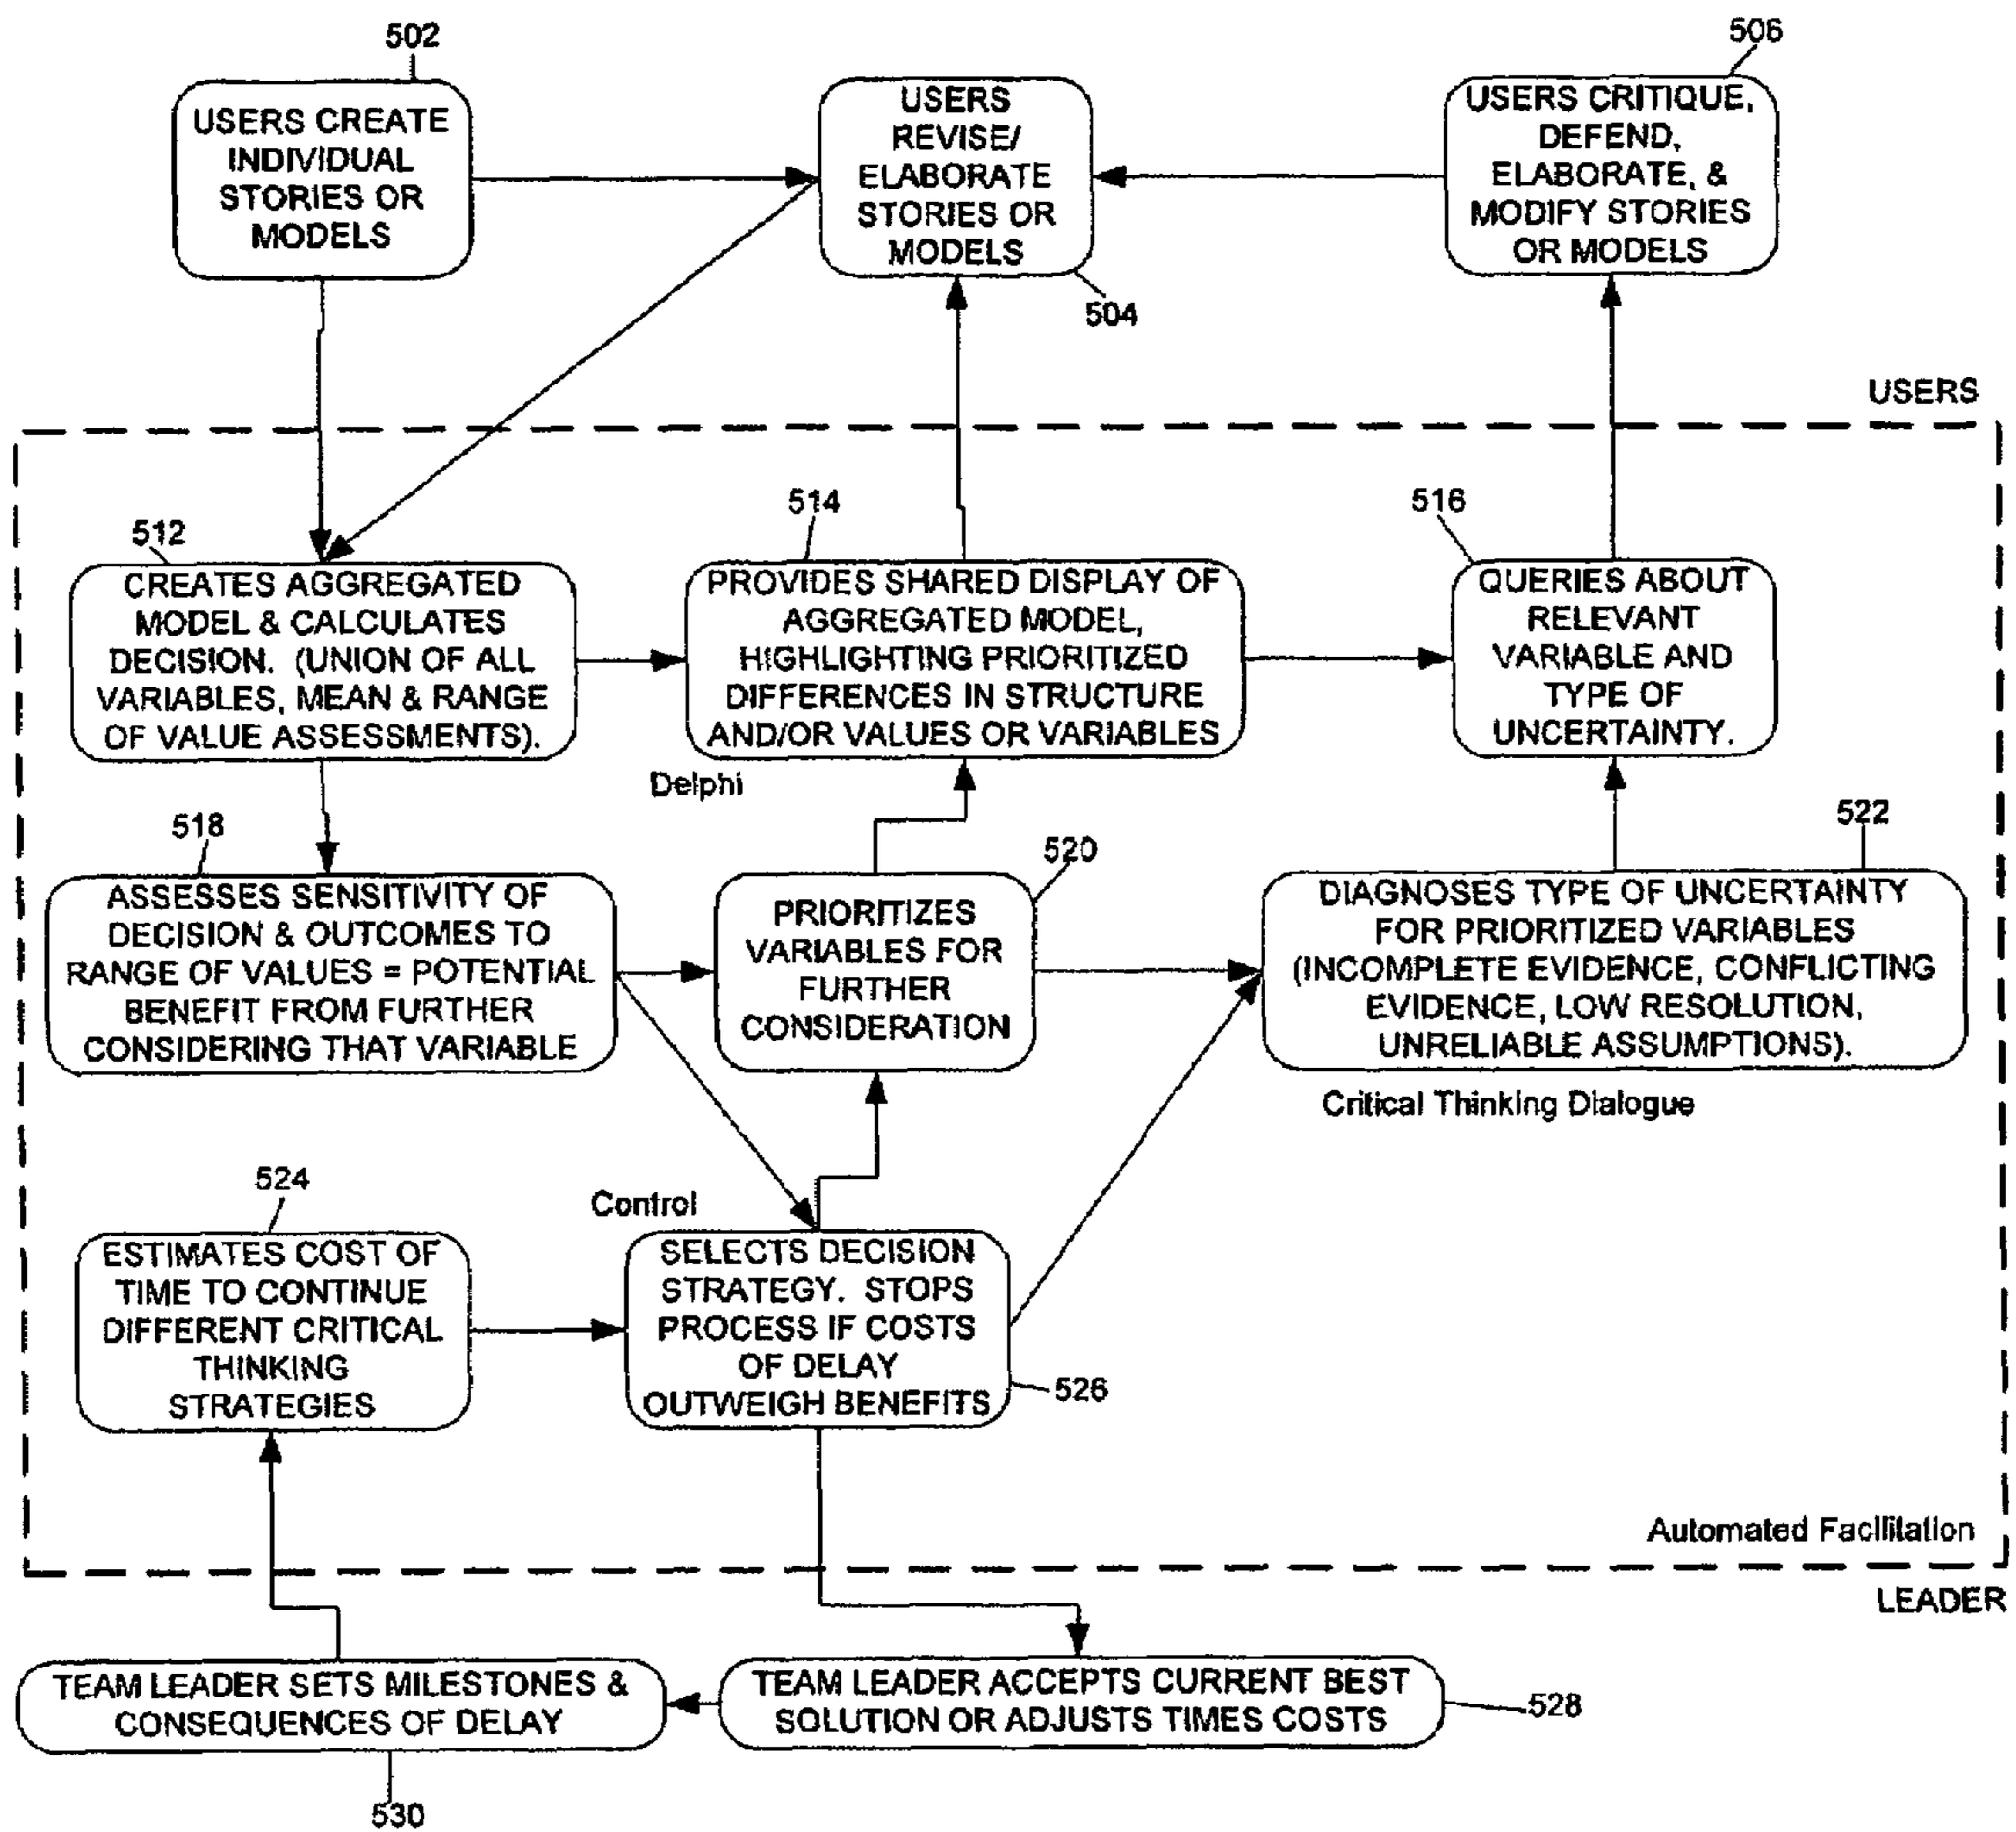 502
USERS CREATE
INDIVIDUAL
STORIES OR
MODELS
USERS
REVISE/
ELABORATE
STORIES OR
MODELS
504
506
USERS CRITIQUE,
DEFEND,
ELABORATE, &
MODIFY STORIES
OR MODELS
USERS
512
CREATES AGGREGATED
MODEL & CALCULATES
DECISION. (UNION OF ALL
VARIABLES, MEAN & RANGE
OF VALUE ASSESSMENTS).
514
PROVIDES SHARED DISPLAY OF
AGGREGATED MODEL,
HIGHLIGHTING PRIORITIZED
DIFFERENCES IN STRUCTURE
AND/OR VALUES OR VARIABLES
Delphi
516
QUERIES ABOUT
RELEVANT
VARIABLE AND
TYPE OF
UNCERTAINTY.
518
ASSESSES SENSITIVITY OF
DECISION & OUTCOMES TO
RANGE OF VALUES = POTENTIAL
BENEFIT FROM FURTHER
CONSIDERING THAT VARIABLE
520
PRIORITIZES
VARIABLES FOR
FURTHER
CONSIDERATION
522
DIAGNOSES TYPE OF UNCERTAINTY
FOR PRIORITIZED VARIABLES
(INCOMPLETE EVIDENCE, CONFLICTING
EVIDENCE, LOW RESOLUTION,
UNRELIABLE ASSUMPTIONS).
Critical Thinking Dialogue
524
ESTIMATES COST OF
TIME TO CONTINUE
DIFFERENT CRITICAL
THINKING
STRATEGIES
Control
SELECTS DECISION
STRATEGY. STOPS
PROCESS IF COSTS
OF DELAY
OUTWEIGH BENEFITS
526
Automated Facilitation
LEADER
TEAM LEADER SETS MILESTONES &
CONSEQUENCES OF DELAY
530
TEAM LEADER ACCEPTS CURRENT BEST
SOLUTION OR ADJUSTS TIMES COSTS
528